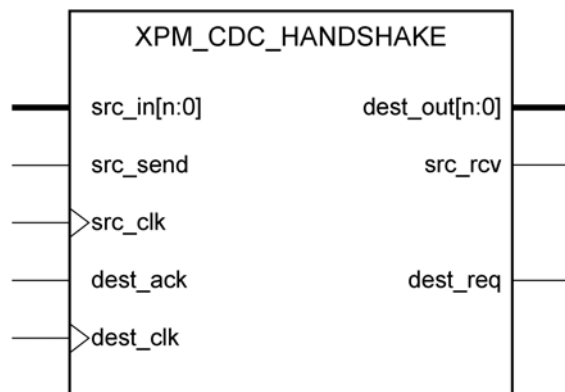 XPM_CDC_HANDSHAKE
src_in[n:0] dest_out[n:0]
src_send src_rcv
src_clk
dest_ack dest_req
dest_clk